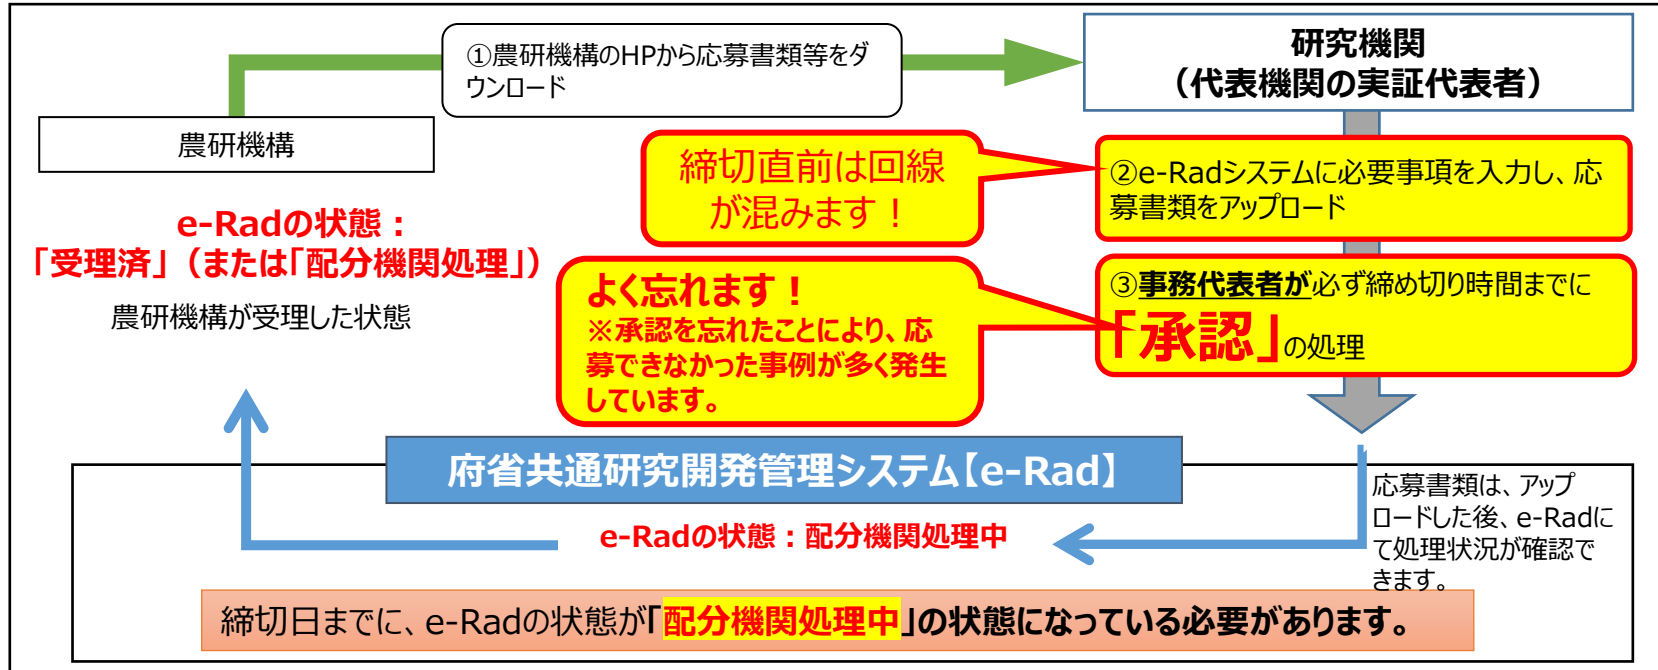 ①農研機構のHPから応募書類等をダ
ウンロード
研究機関
（代表機関の実証代表者）
農研機構
締切直前は回線
が混みます！
②e-Radシステムに必要事項を入力し、応
募書類をアップロード
e-Radの状態：
「受理済」（または「配分機関処理」）
農研機構が受理した状態
よく忘れます！
※承認を忘れたことにより、応
募できなかった事例が多く発生
しています。
③事務代表者が必ず締め切り時間までに
「承認」の処理
府省共通研究開発管理システム【e-Rad】
e-Radの状態：配分機関処理中
応募書類は、アップ
ロードした後、e-Radに
て処理状況が確認で
きます。
締切日までに、e-Radの状態が「配分機関処理中」の状態になっている必要があります。